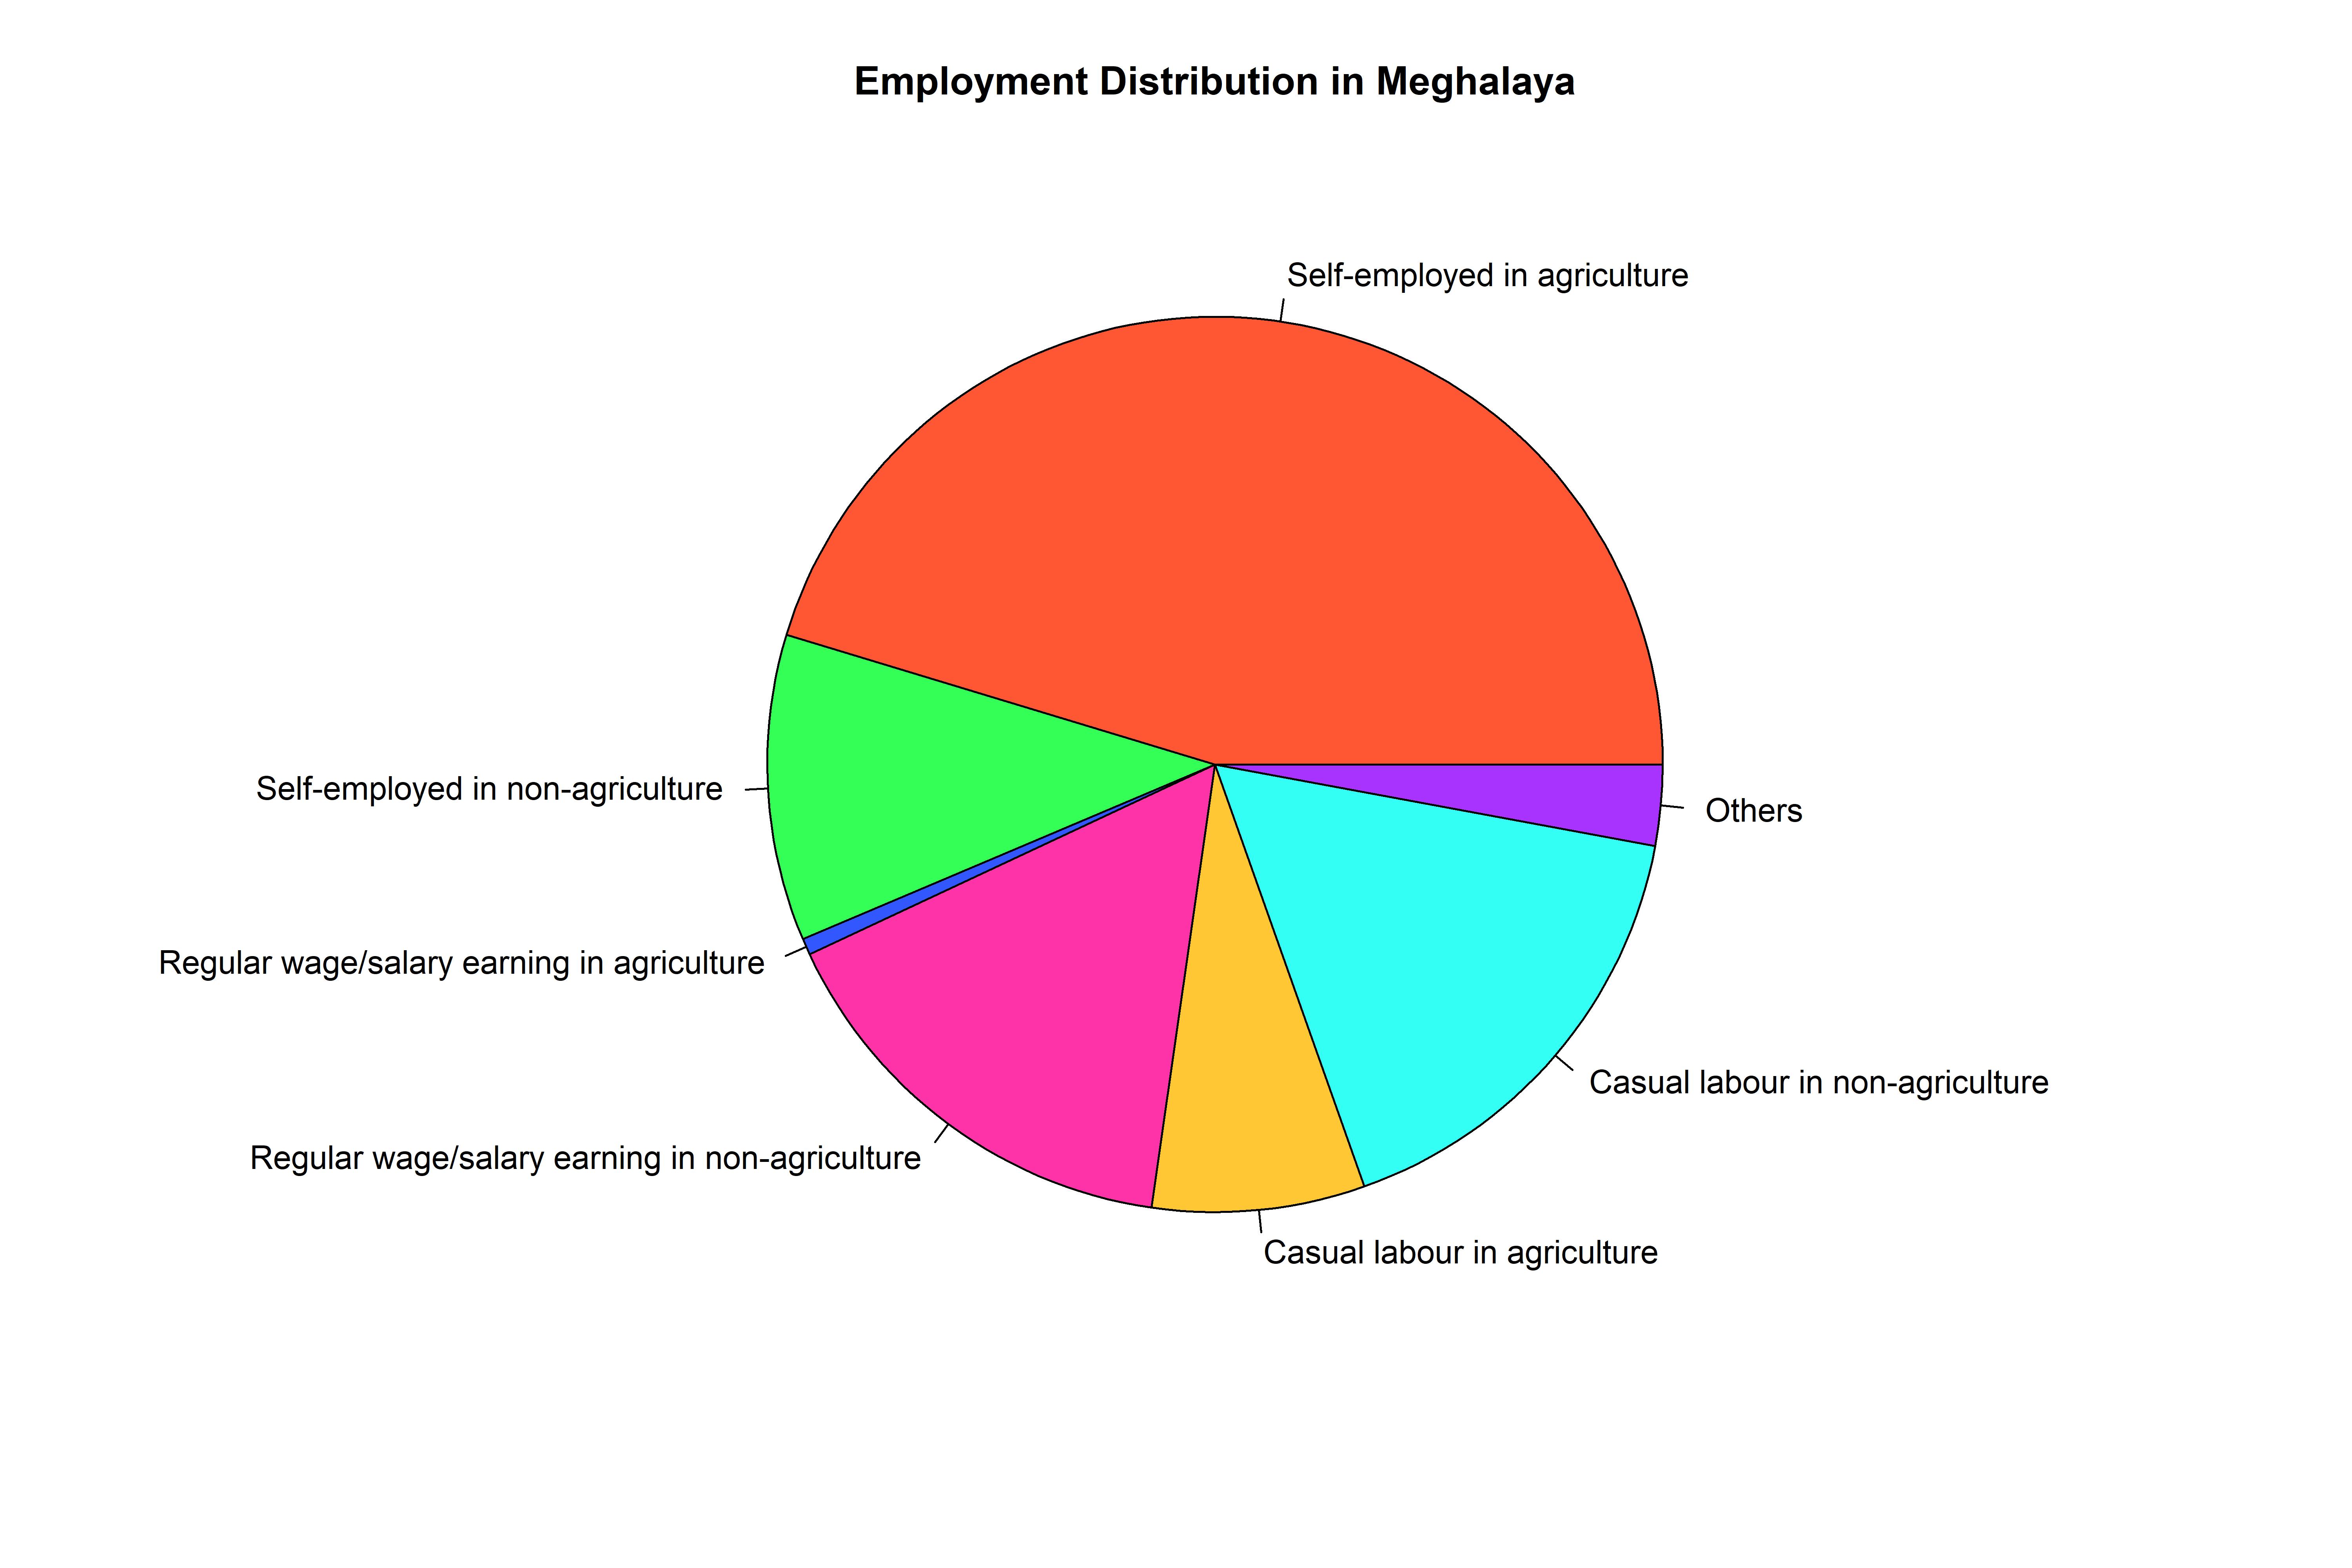 Employment Distribution in Meghalaya
Self-employed in agriculture
Self-employed in non-agriculture
Others
Regular wage/salary earning in agriculture
Casual labour in non-agriculture
Regular wage/salary earning in non-agriculture
Casual labour in agriculture